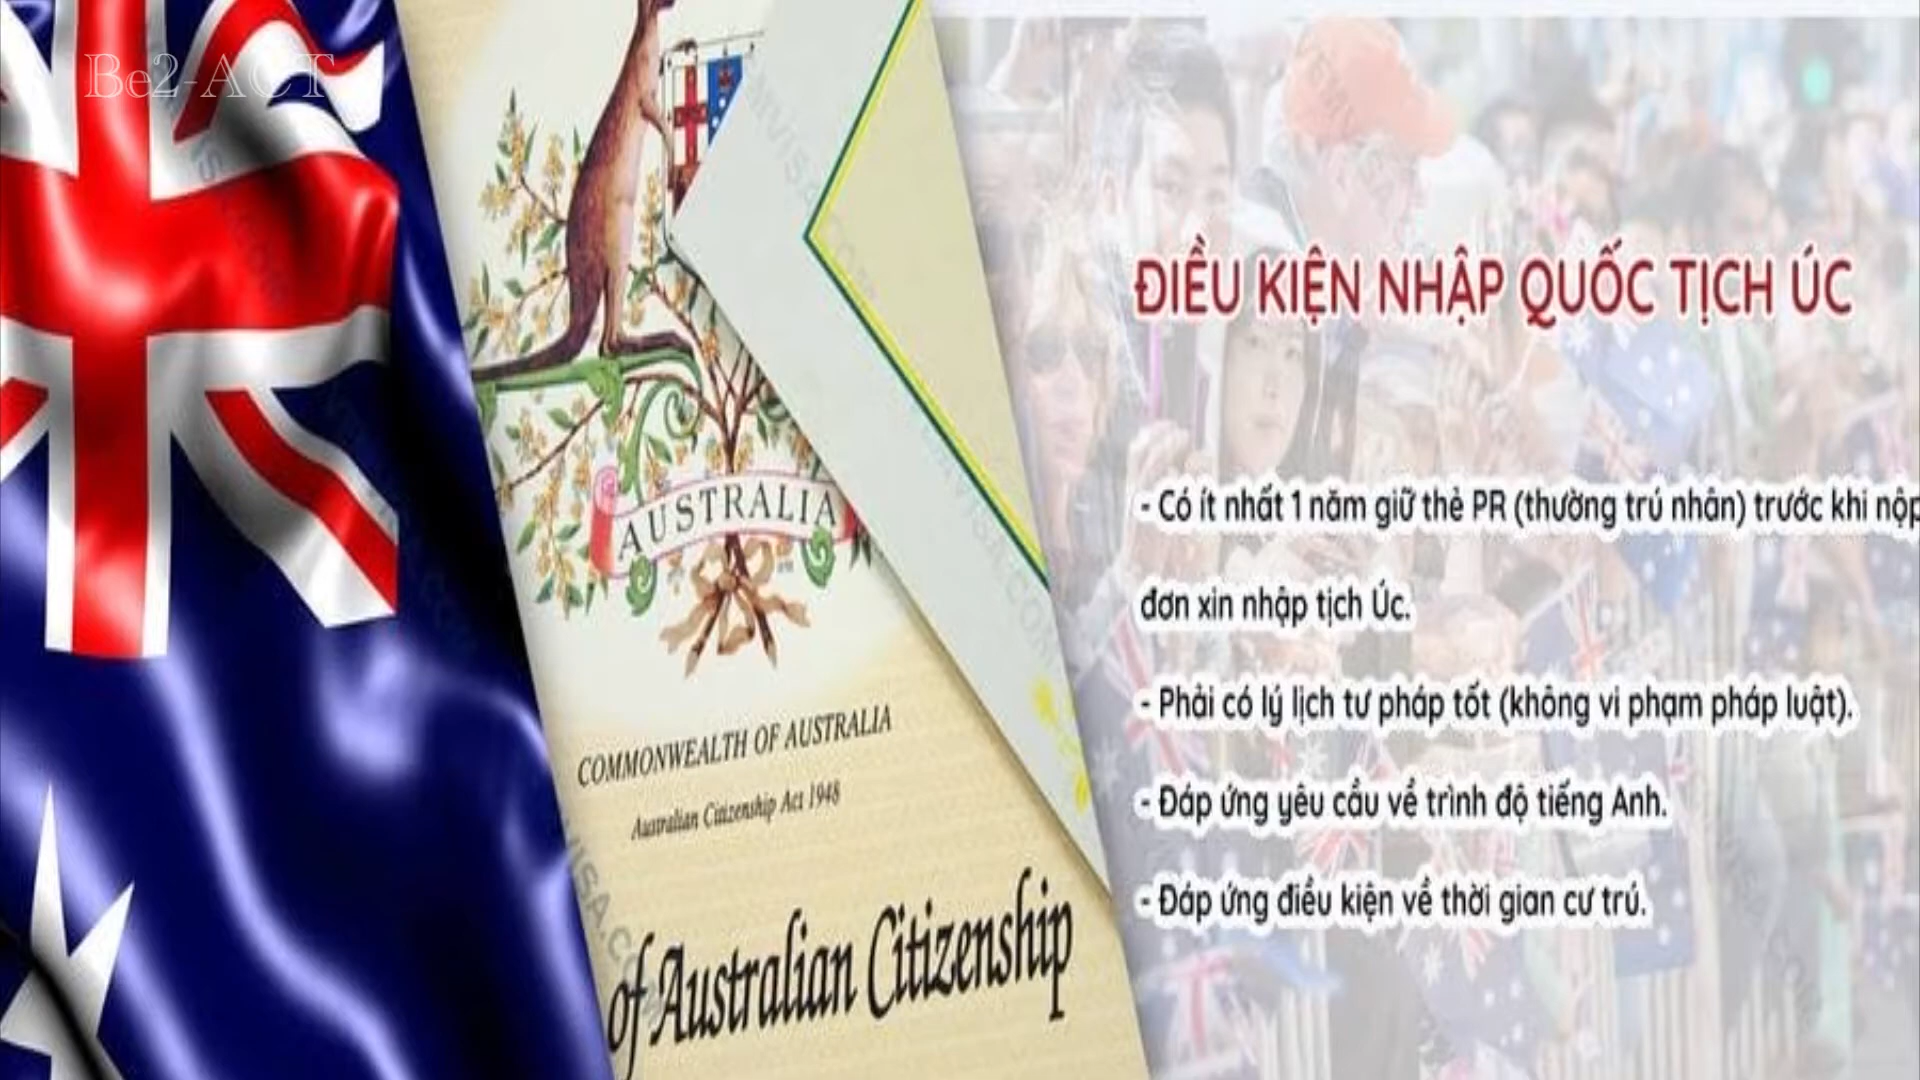 Be2-ACT
AUSTRALIA
COMMONWEALTH OF AUSTRALIA
Australian Citizenship Act 1948
of Australian Citizenship
ĐIỀU KIỆN NHẬP QUỐC TỊCH ÚC
- Có ít nhất 1 năm giữ thẻ PR (thường trú nhân) trước khi nộp
đơn xin nhập tịch Úc.
- Phải có lý lịch tư pháp tốt (không vi phạm pháp luật).
- Đáp ứng yêu cầu về trình độ tiếng Anh.
- Đáp ứng điều kiện về thời gian cư trú.